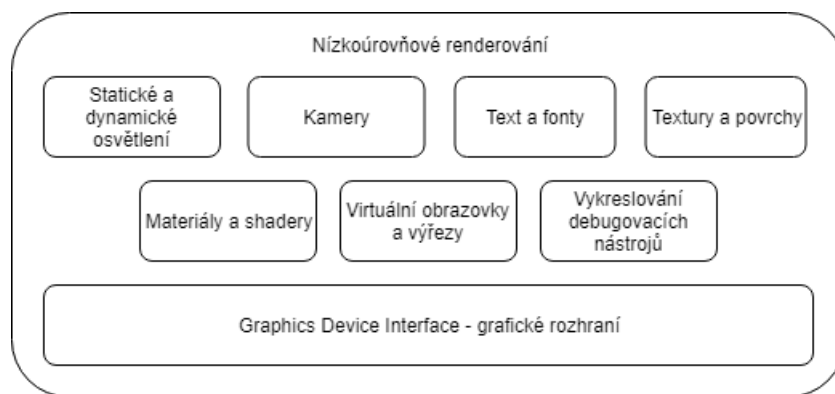 Nízkoúrovňové renderování
Statické a
dynamické
osvětlení
Kamery
Text a fonty
Textury a povrchy
Materiály a shadery
Virtuální obrazovky
a výřezy
Vykreslování
debugovacích
nástrojů
Graphics Device Interface - grafické rozhraní